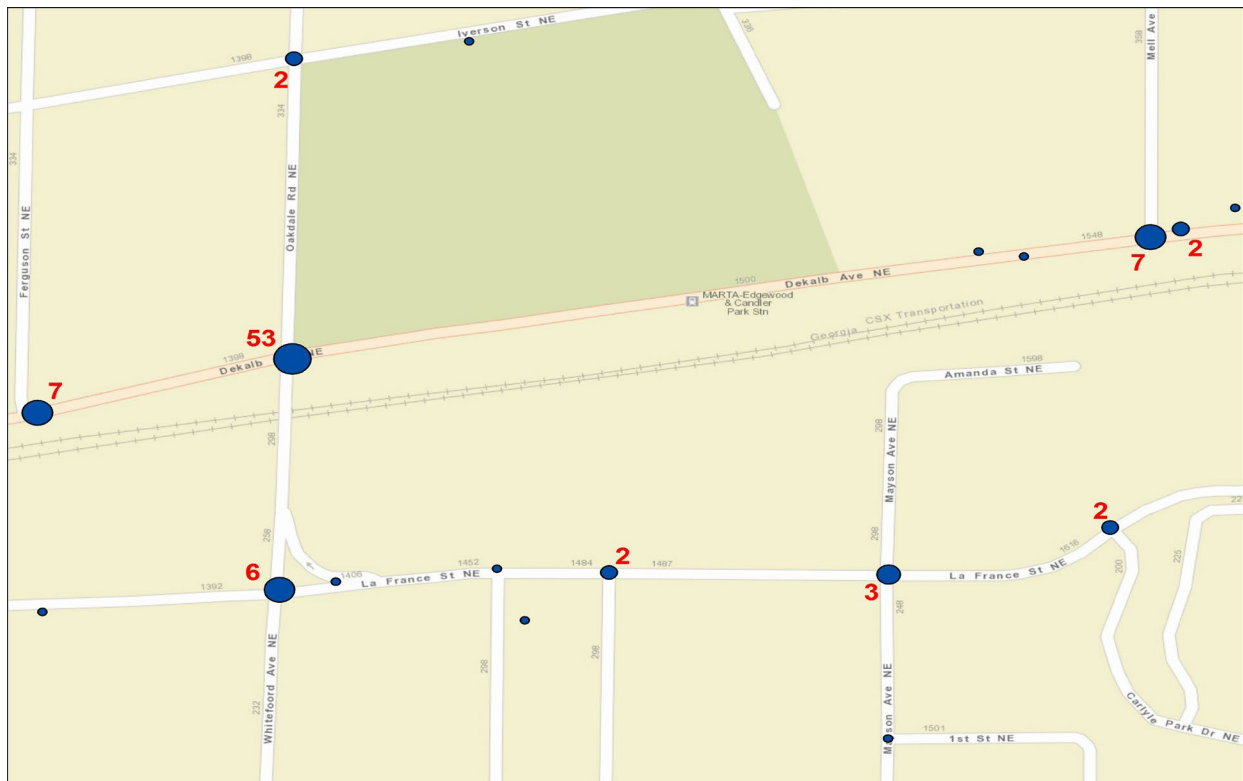 Iverson St NE
1398
2
336
358
Mell Ave
334
334
Oakdale Rd NE
Ferguson St NE
1548
7
2
1500
Dekalb Ave NE
MARTA-Edgewood
& Candler
Park Stn
Georgia CSX Transportation
53
1398
Dekalb
NE
7
1598
Amanda St NE
298
298
Mayson Ave NE
298
258
2
1616
225
200
6
1392
1406
La France St NE
1452
1484
2
1487
3
La France St NE
248
298
298
Whitefoord Ave NE
232
Mayson Ave NE
1501
1st St NE
Carlyle Park Dr NE